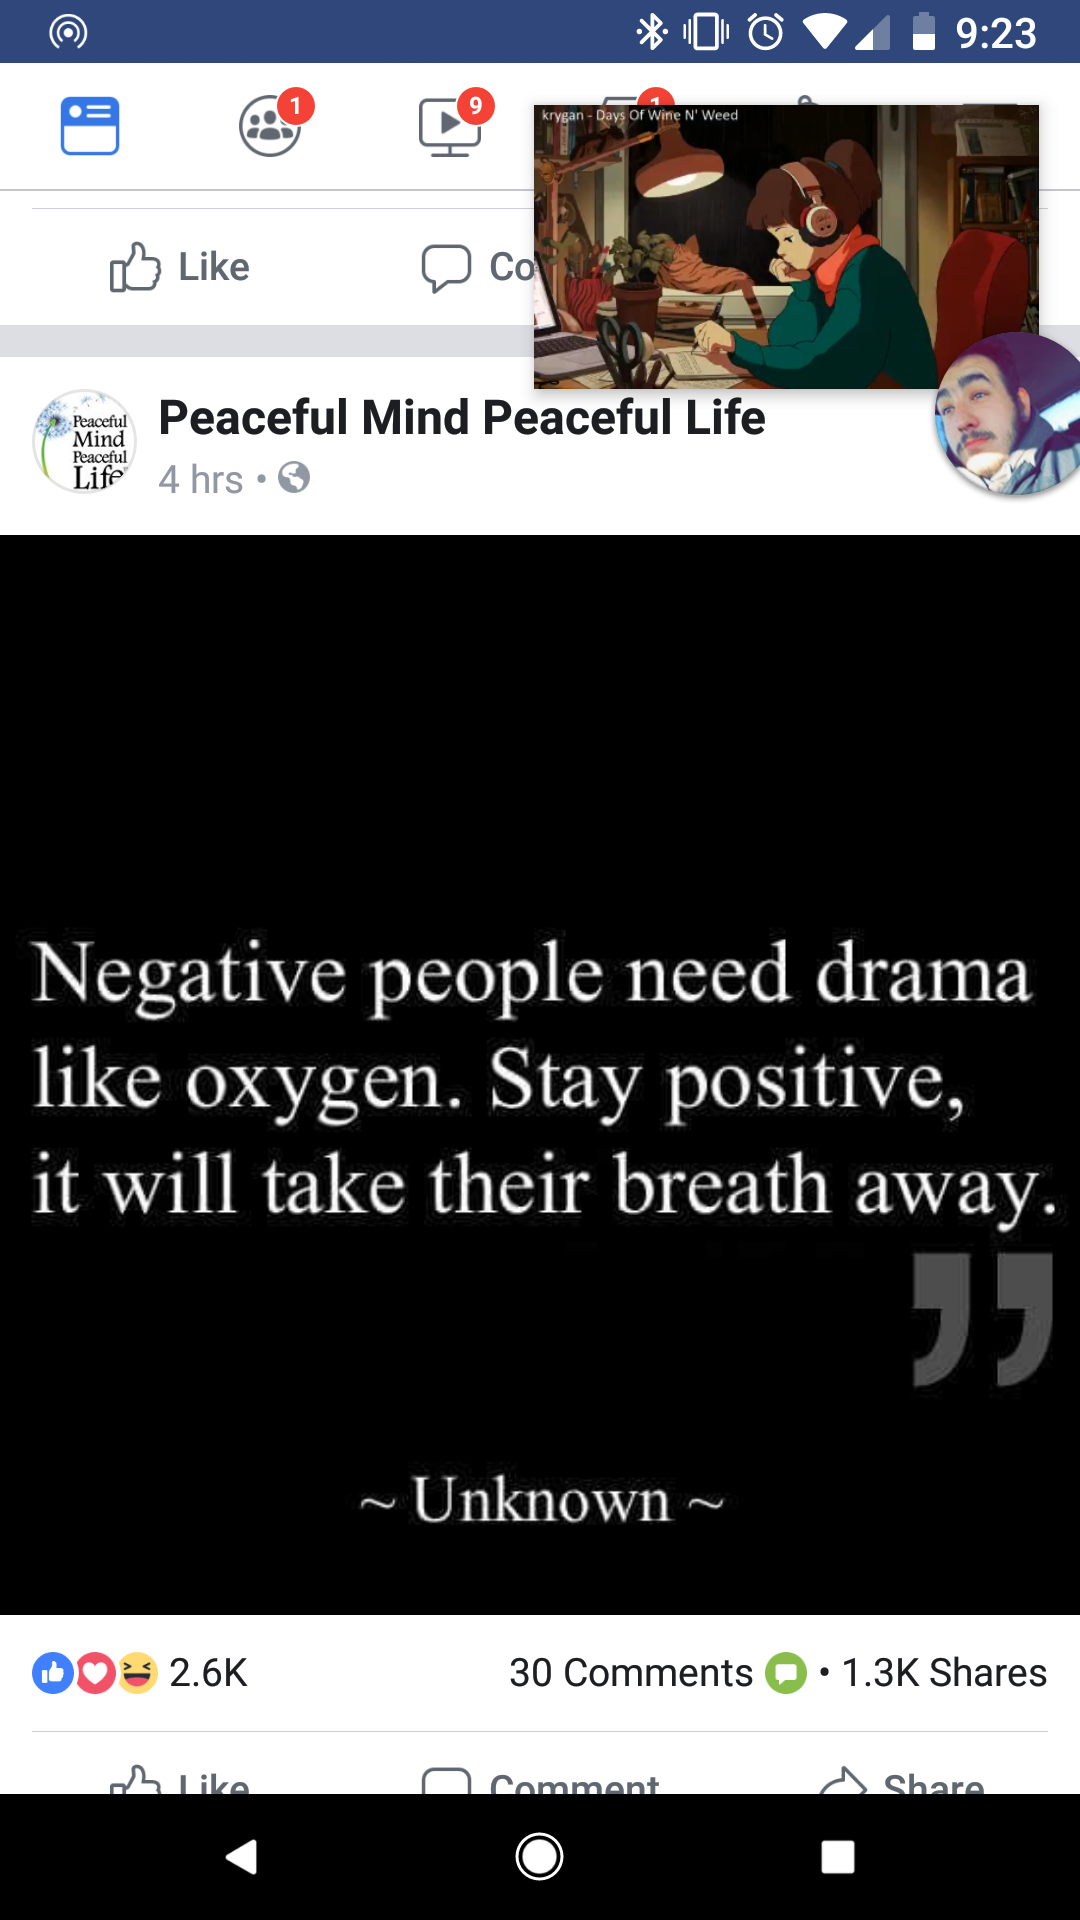 9:23
1
9
1
krygan - Days Of Wine N' Weed
Like
Co
Peaceful Mind Peaceful Life
Peaceful
Mind
Peaceful
Life
4 hrs •
Negative people need drama
like oxygen. Stay positive,
it will take their breath away.
”
~ Unknown ~
2.6K
30 Comments • 1.3K Shares
Like
Comment
Share